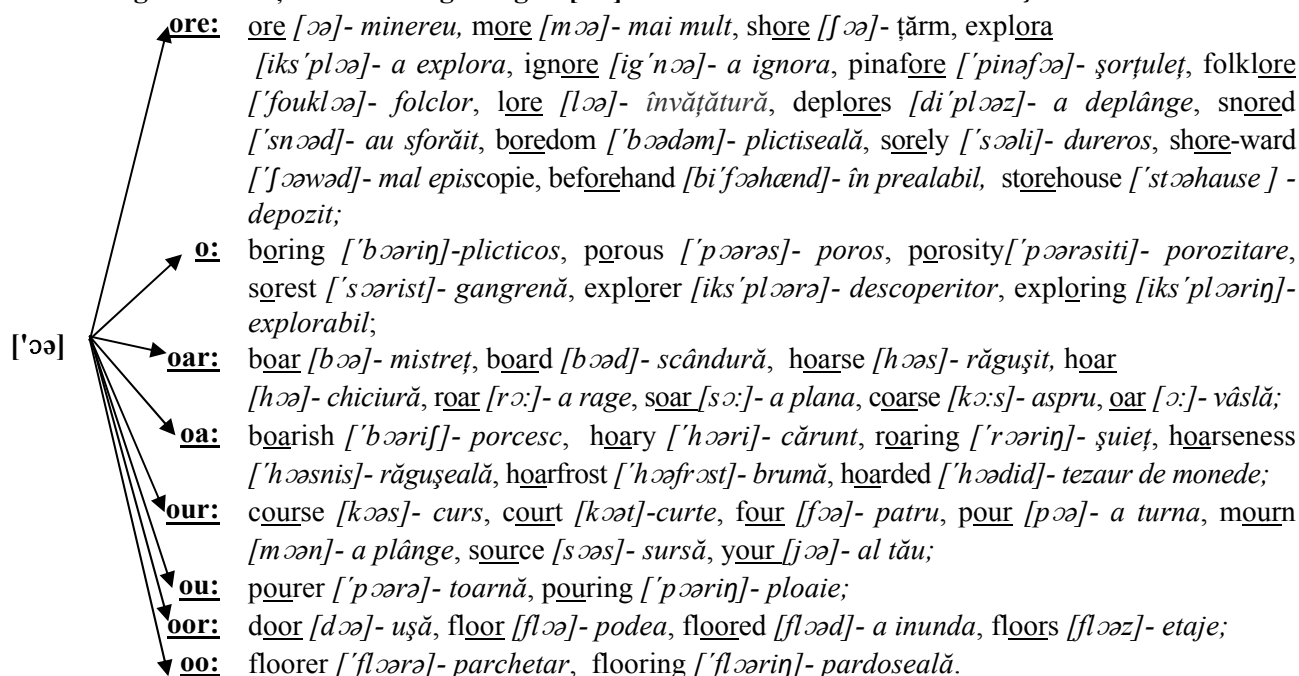 ore: ore [ɔə]- minereu, more [mɔə]- mai mult, shore [ʃɔə]- țărm, explora
[iks′plɔə]- a explora, ignore [ig′nɔə]- a ignora, pinafore [′pinəfɔə]- şorțuleț, folklore
[′fouklɔə]- folclor, lore [lɔə]- învățătură, deplores [di′plɔəz]- a deplânge, snored
[′snɔəd]- au sforăit, boredom [′bɔədəm]- plictiseală, sorely [′sɔəli]- dureros, shore-ward
[′ʃɔəwəd]- mal episcopie, beforehand [bi′fɔəhænd]- în prealabil, storehouse [′stɔəhause ] -
depozit;
o: boring [′bɔəriŋ]-plicticos, porous [′pɔərəs]- poros, porosity[′pɔərəsiti]- porozitare,
sorest [′sɔərist]- gangrenă, explorer [iks′plɔərə]- descoperitor, exploring [iks′plɔəriŋ]-
explorabil;
['ɔə]
oar: boar [bɔə]- mistreț, board [bɔəd]- scândură, hoarse [hɔəs]- răguşit, hoar
[hɔə]- chiciură, roar [rɔ:]- a rage, soar [sɔ:]- a plana, coarse [kɔ:s]- aspru, oar [ɔ:]- vâslă;
oa: boarish [′bɔəriʃ]- porcesc, hoary [′hɔəri]- cărunt, roaring [′rɔəriŋ]- şuieț, hoarseness
[′hɔəsnis]- răguşeală, hoarfrost [′hɔəfrɔst]- brumă, hoarded [′hɔədid]- tezaur de monede;
our: course [kɔəs]- curs, court [kɔət]-curte, four [fɔə]- patru, pour [pɔə]- a turna, mourn
[mɔən]- a plânge, source [sɔəs]- sursă, your [jɔə]- al tău;
ou: pourer [′pɔərə]- toarnă, pouring [′pɔəriŋ]- ploaie;
oor: door [dɔə]- uşă, floor [flɔə]- podea, floored [flɔəd]- a inunda, floors [flɔəz]- etaje;
oo: floorer [′flɔərə]- parchetar, flooring [′flɔəriŋ]- pardoseală.